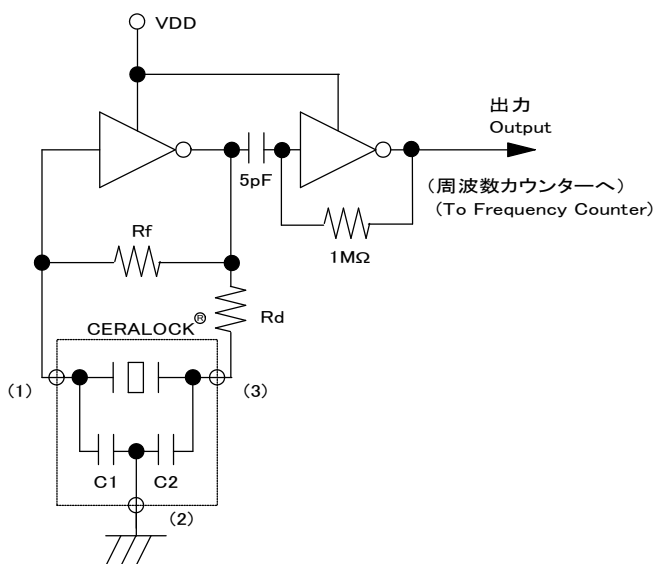 VDD
出力
Output
5pF
(周波数カウンターへ)
(To Frequency Counter)
Rf
1MΩ
Rd
CERALOCK®
(1)
(3)
C1
C2
(2)